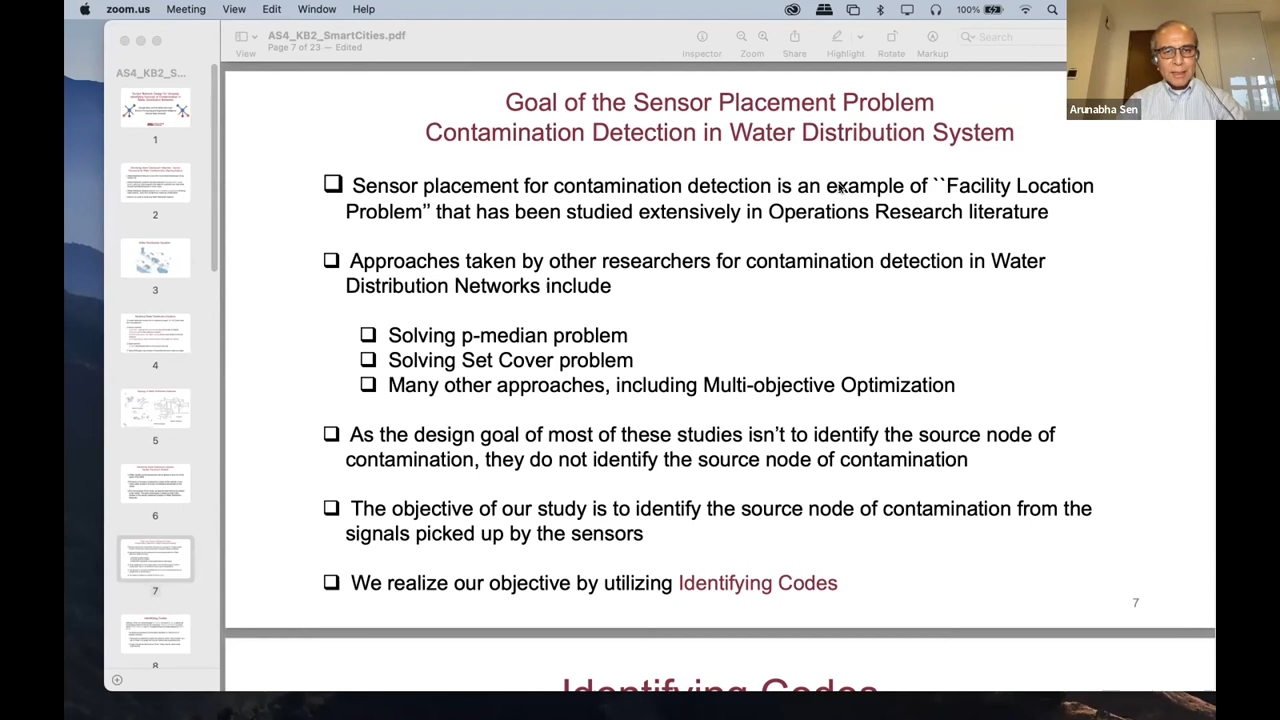 zoom.us Meeting View Edit Window Help 100%
AS4_KB2_SmartCities.pdf
Page 7 of 23 — Edited
View Inspector Zoom Share Highlight Rotate Markup Search
Arunabha Sen
AS4_KB2_S...
1
2
3
4
5
6
7
8
Goal of the Sensor Placement Problem
Contamination Detection in Water Distribution System
Sensor placement for contamination detection is an example of ``Facility Location
Problem’’ that has been studied extensively in Operations Research literature
Approaches taken by other researchers for contamination detection in Water
Distribution Networks include
Solving p-median problem
Solving Set Cover problem
Many other approaches, including Multi-objective Optimization
As the design goal of most of these studies isn’t to identify the source node of
contamination, they do not identify the source node of contamination
The objective of our study is to identify the source node of contamination from the
signals picked up by the sensors
We realize our objective by utilizing Identifying Codes
7
Identifying Codes